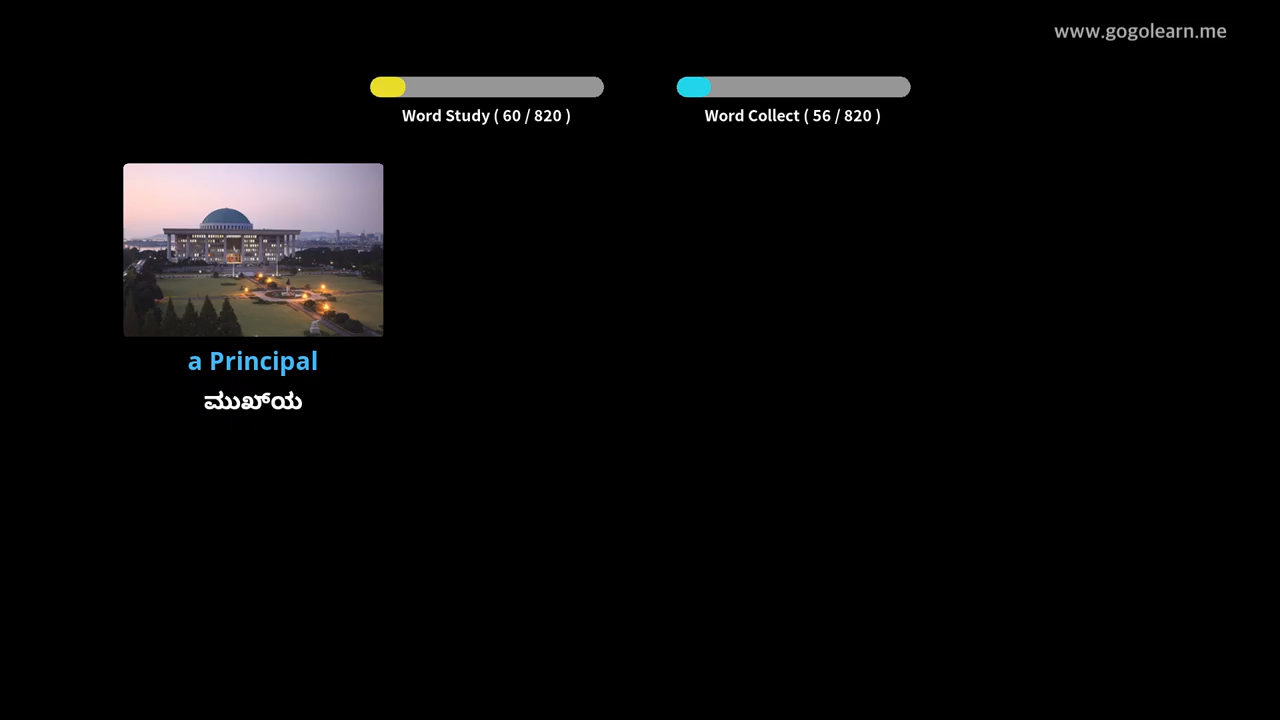 www.gogolearn.me
Word Study ( 60 / 820 )
Word Collect ( 56 / 820 )
a Principal
ಮುಖ್ಯ